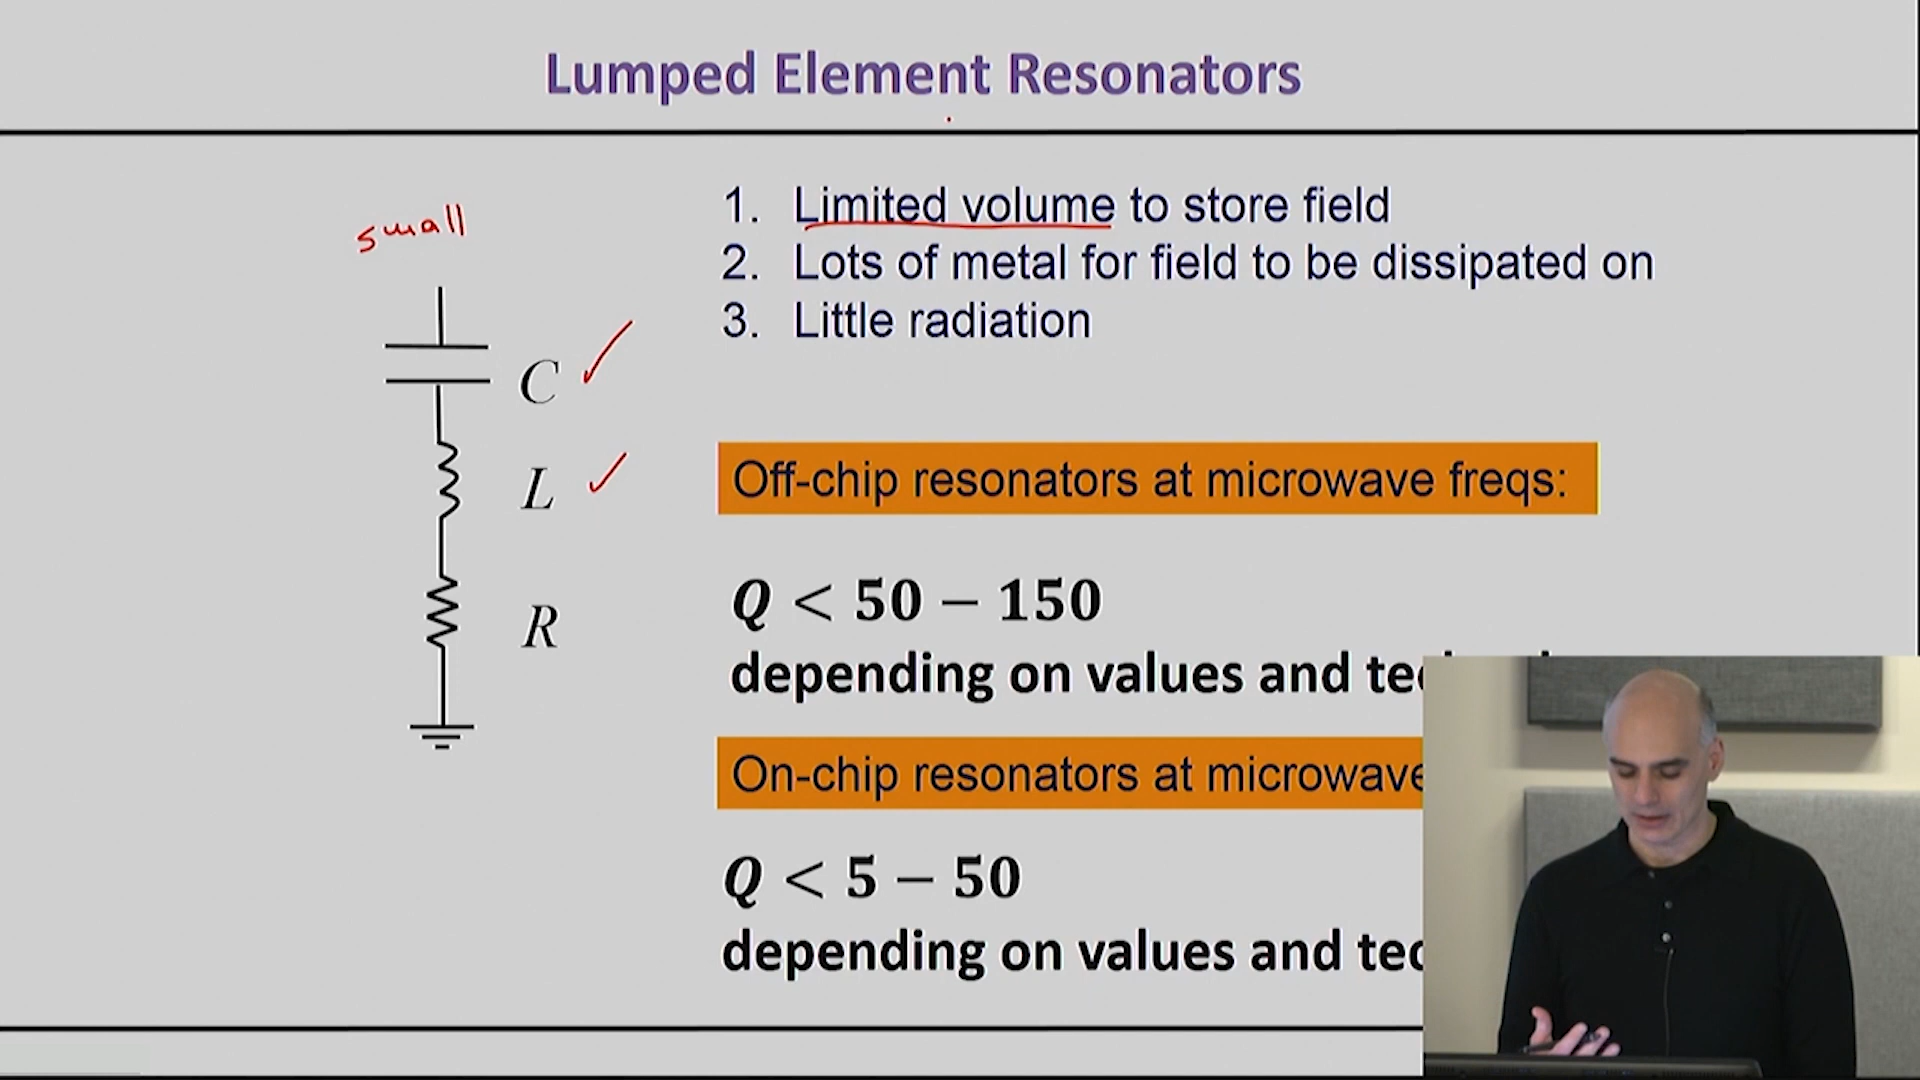 Lumped Element Resonators
small
1. Limited volume to store field
2. Lots of metal for field to be dissipated on
3. Little radiation
C
L
R
Off-chip resonators at microwave freqs:
Q < 50 – 150
depending on values and
On-chip resonators at microwave
Q < 5 – 50
depending on values and